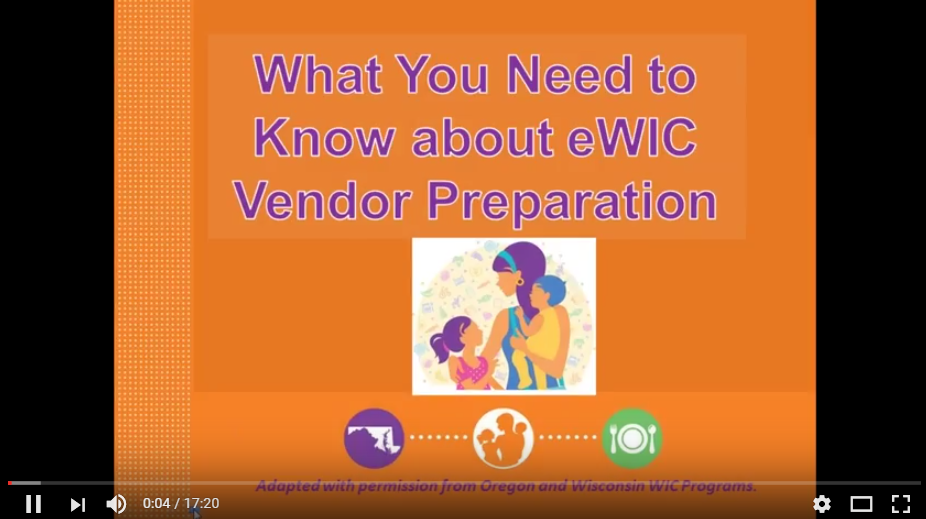 What You Need to
Know about eWIC
Vendor Preparation
Adapted with permission from Oregon and Wisconsin WIC Programs.
0:04 / 17:20